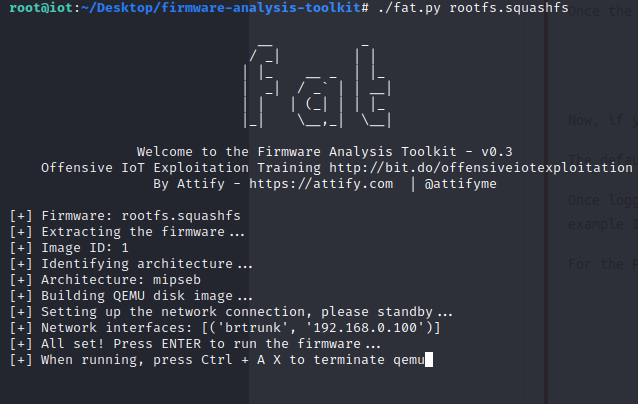 root@iot:~/Desktop/firmware-analysis-toolkit# ./fat.py rootfs.squashfs
Once the
fat
Now, if y
Welcome to the Firmware Analysis Toolkit - v0.3
The defau
Offensive IoT Exploitation Training http://bit.do/offensiveiotexploitation
By Attify - https://attify.com | @attifyme
Once logg
[+] Firmware: rootfs.squashfs
example
[+] Extracting the firmware...
[+] Image ID: 1
[+] Identifying architecture...
For the
[+] Architecture: mipseb
[+] Building QEMU disk image...
[+] Setting up the network connection, please standby...
[+] Network interfaces: [('brtrunk', '192.168.0.100')]
[+] All set! Press ENTER to run the firmware...
[+] When running, press Ctrl + A X to terminate qemu